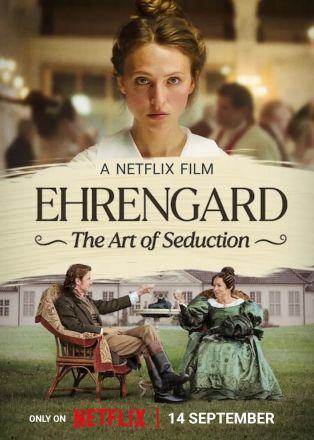 A NETFLIX FILM
EHRENGARD
The Art of Seduction
ONLY ON NETFLIX | 14 SEPTEMBER